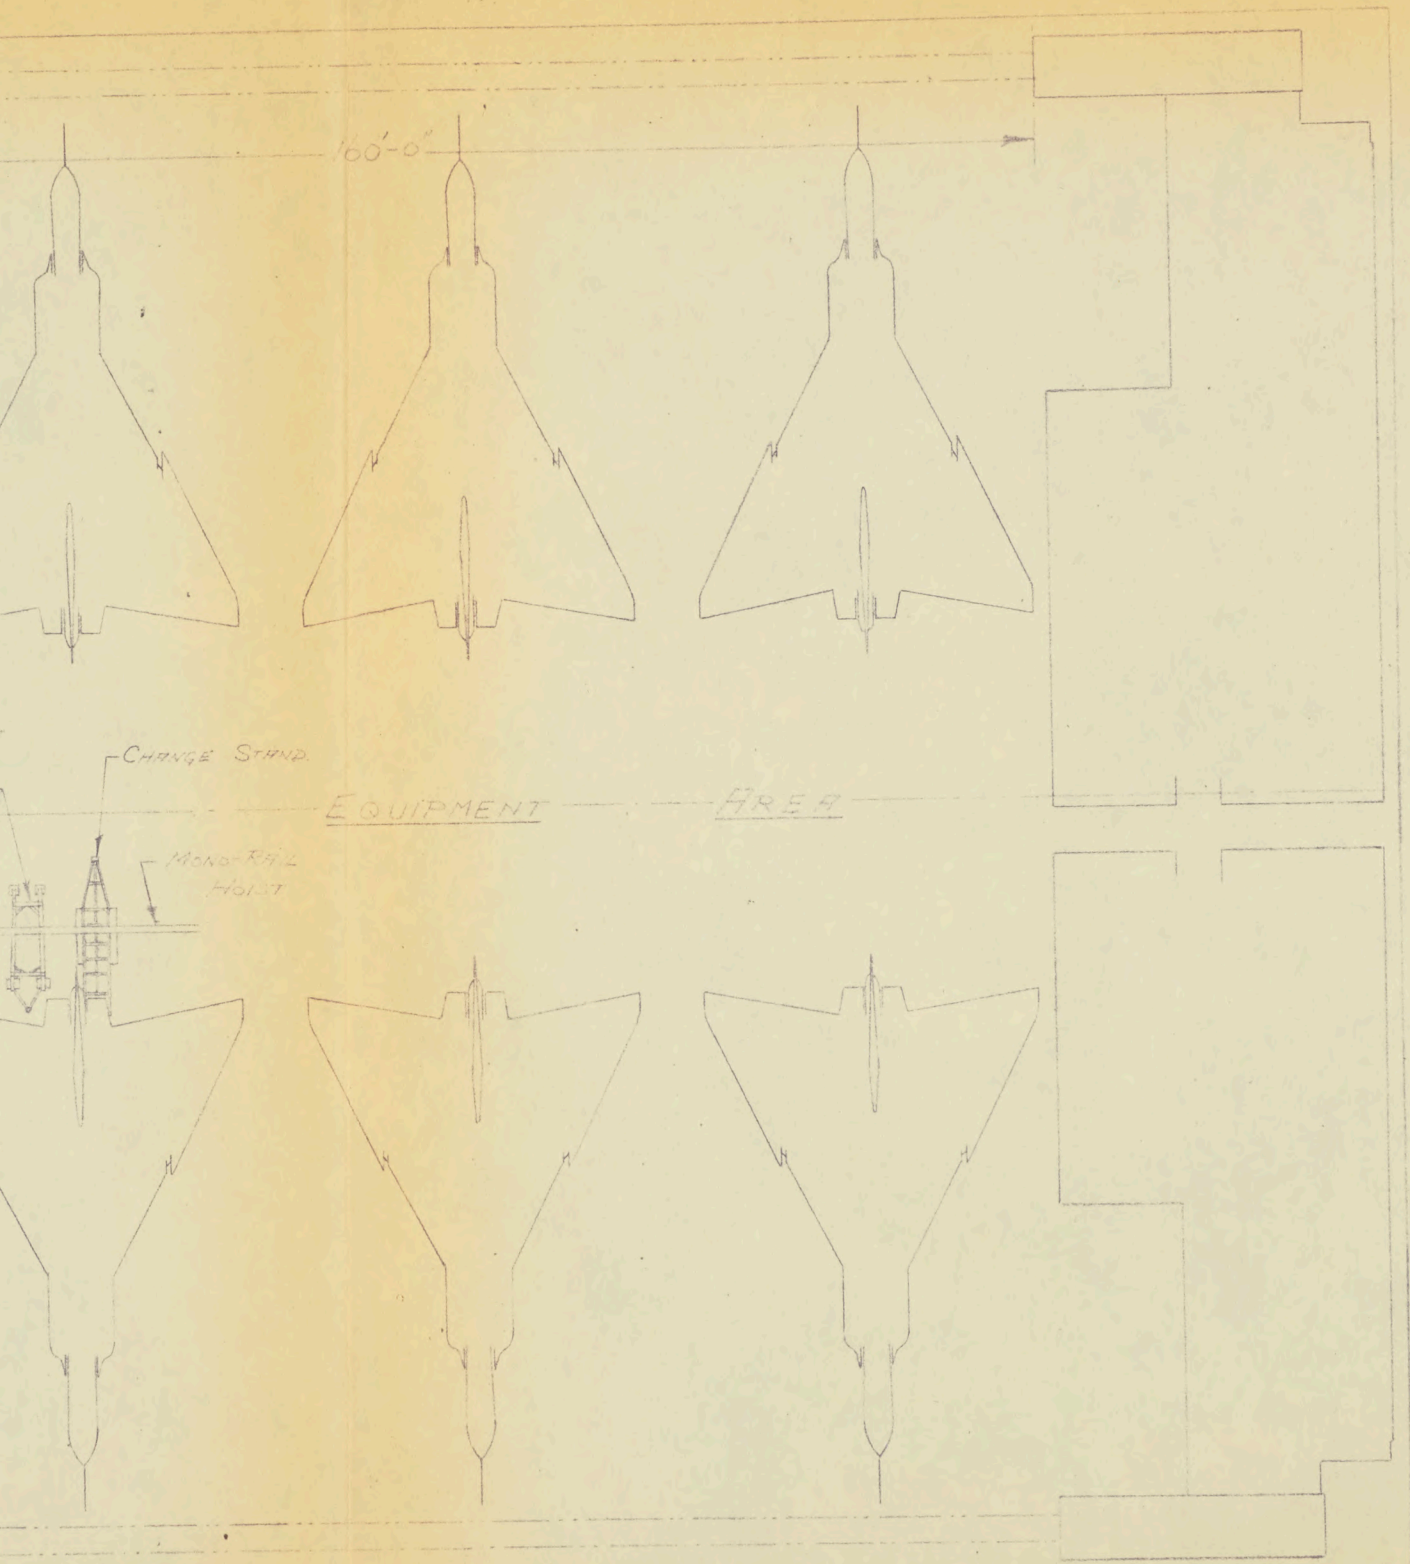 160'-0"
CHANGE STAND.
EQUIPMENT AREA
MONO-RAIL
HOIST